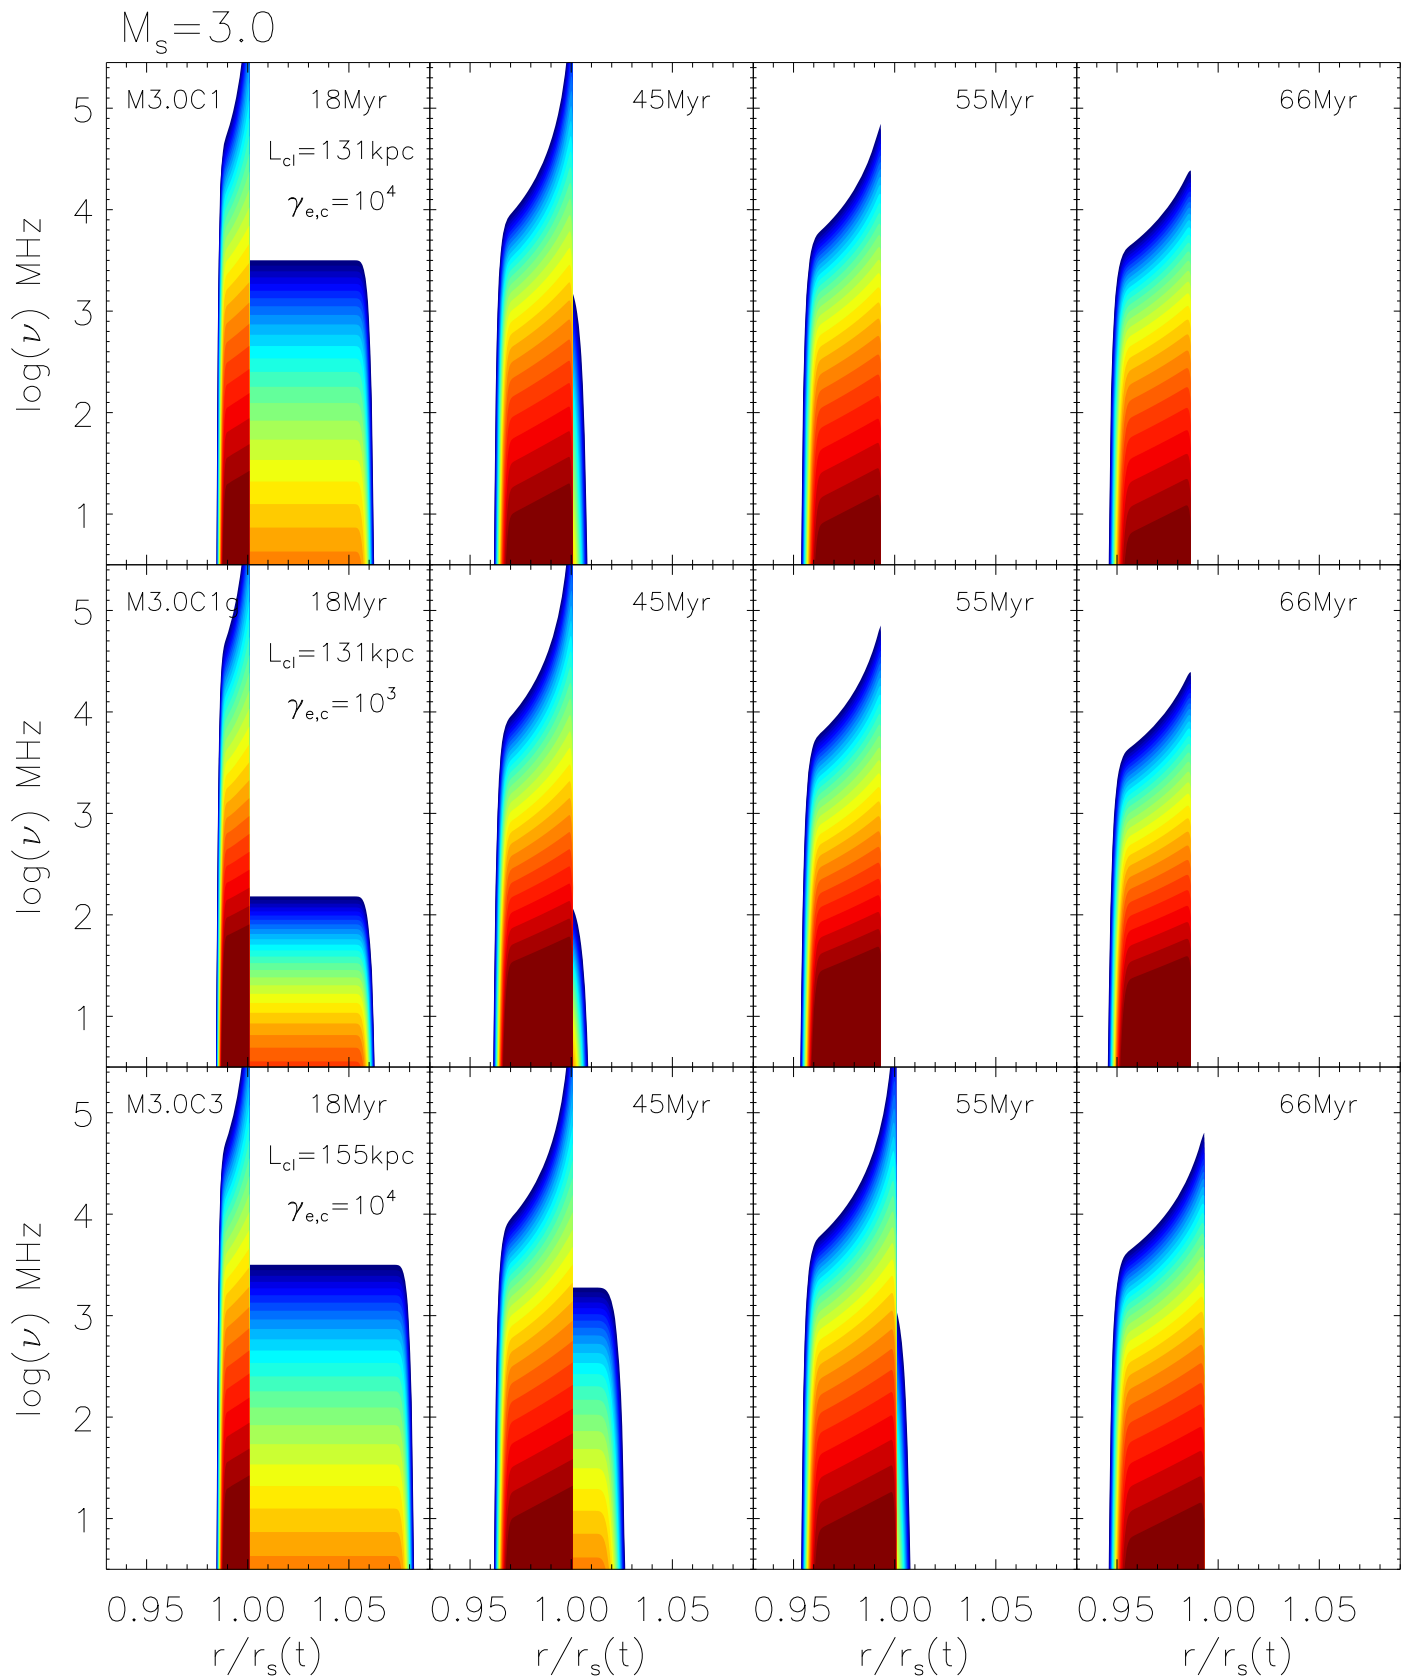 M_s=3.0
M3.0C1 18Myr 45Myr 55Myr 66Myr
L_cl=131kpc
γ_e,c=10^4
5
4
3
2
1
log(ν) MHz
M3.0C1g 18Myr 45Myr 55Myr 66Myr
L_cl=131kpc
γ_e,c=10^3
5
4
3
2
1
log(ν) MHz
M3.0C3 18Myr 45Myr 55Myr 66Myr
L_cl=155kpc
γ_e,c=10^4
5
4
3
2
1
log(ν) MHz
0.95 1.00 1.05 0.95 1.00 1.05 0.95 1.00 1.05 0.95 1.00 1.05
r/r_s(t) r/r_s(t) r/r_s(t) r/r_s(t)